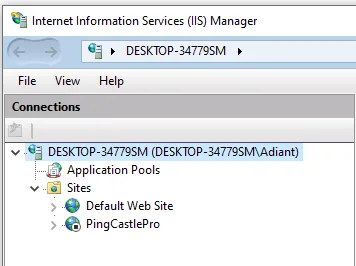 Internet Information Services (IIS) Manager
DESKTOP-34779SM
File View Help
Connections
DESKTOP-34779SM (DESKTOP-34779SM\Adiant)
Application Pools
Sites
Default Web Site
PingCastlePro